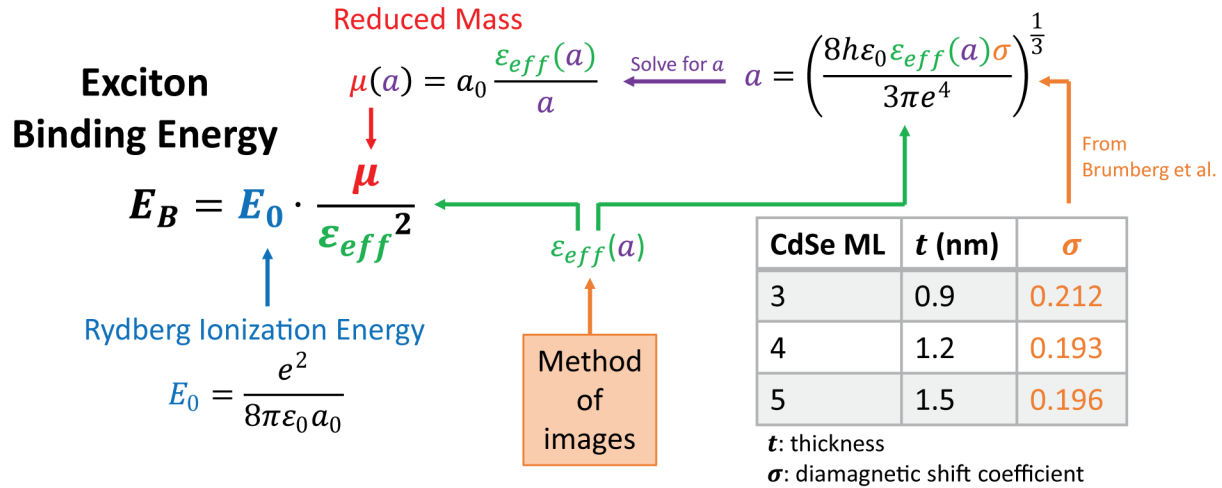 Reduced Mass
μ(a) = a₀ ε_eff(a) / a
Solve for a
a = (8hε₀ε_eff(a)σ / 3πe⁴)^(1/3)
Exciton
Binding Energy
E_B = E₀ · μ / ε_eff²
From
Brumberg et al.
ε_eff(a)
Rydberg Ionization Energy
E₀ = e² / 8πε₀a₀
Method
of
images
CdSe ML t (nm) σ
3 0.9 0.212
4 1.2 0.193
5 1.5 0.196
t: thickness
σ: diamagnetic shift coefficient